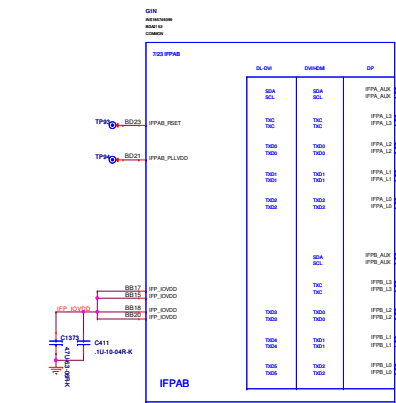 G1N
BGA2152
COMMON
7/23 IFPAB
DL-DVI DVI/HDMI DP
SDA SDA IFPA_AUX
SCL SCL IFPA_AUX
TXC TXC IFPA_L3
TXC TXC IFPA_L3
TXD0 TXD0 IFPA_L2
TXD0 TXD0 IFPA_L2
TXD1 TXD1 IFPA_L1
TXD1 TXD1 IFPA_L1
TXD2 TXD2 IFPA_L0
TXD2 TXD2 IFPA_L0
SDA IFPB_AUX
SCL IFPB_AUX
TXC IFPB_L3
TXC IFPB_L3
TXD3 TXD0 IFPB_L2
TXD3 TXD0 IFPB_L2
TXD4 TXD1 IFPB_L1
TXD4 TXD1 IFPB_L1
TXD5 TXD2 IFPB_L0
TXD5 TXD2 IFPB_L0
BD23 IFPAB_RSET
BD21 IFPAB_PLLVDD
BB17 IFP_IOVDD
BB15 IFP_IOVDD
IFP_IOVDD
BB18 IFP_IOVDD
BB20 IFP_IOVDD
C1373
C411
.1U-10-04R-K
IFPAB